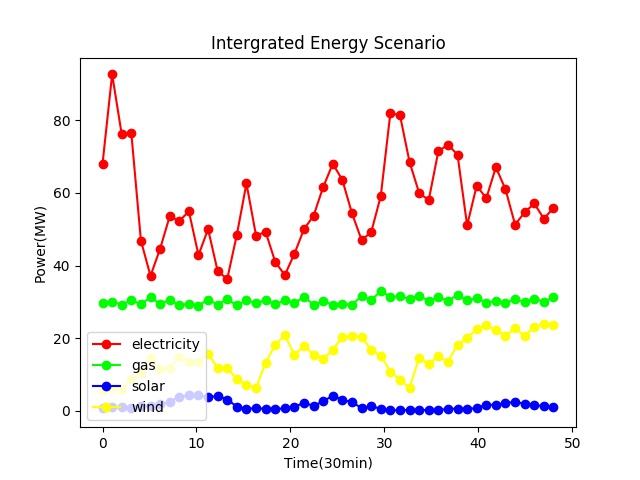 Intergrated Energy Scenario
Power(MW)
80
60
40
20
0
electricity
gas
solar
wind
0 10 20 30 40 50
Time(30min)